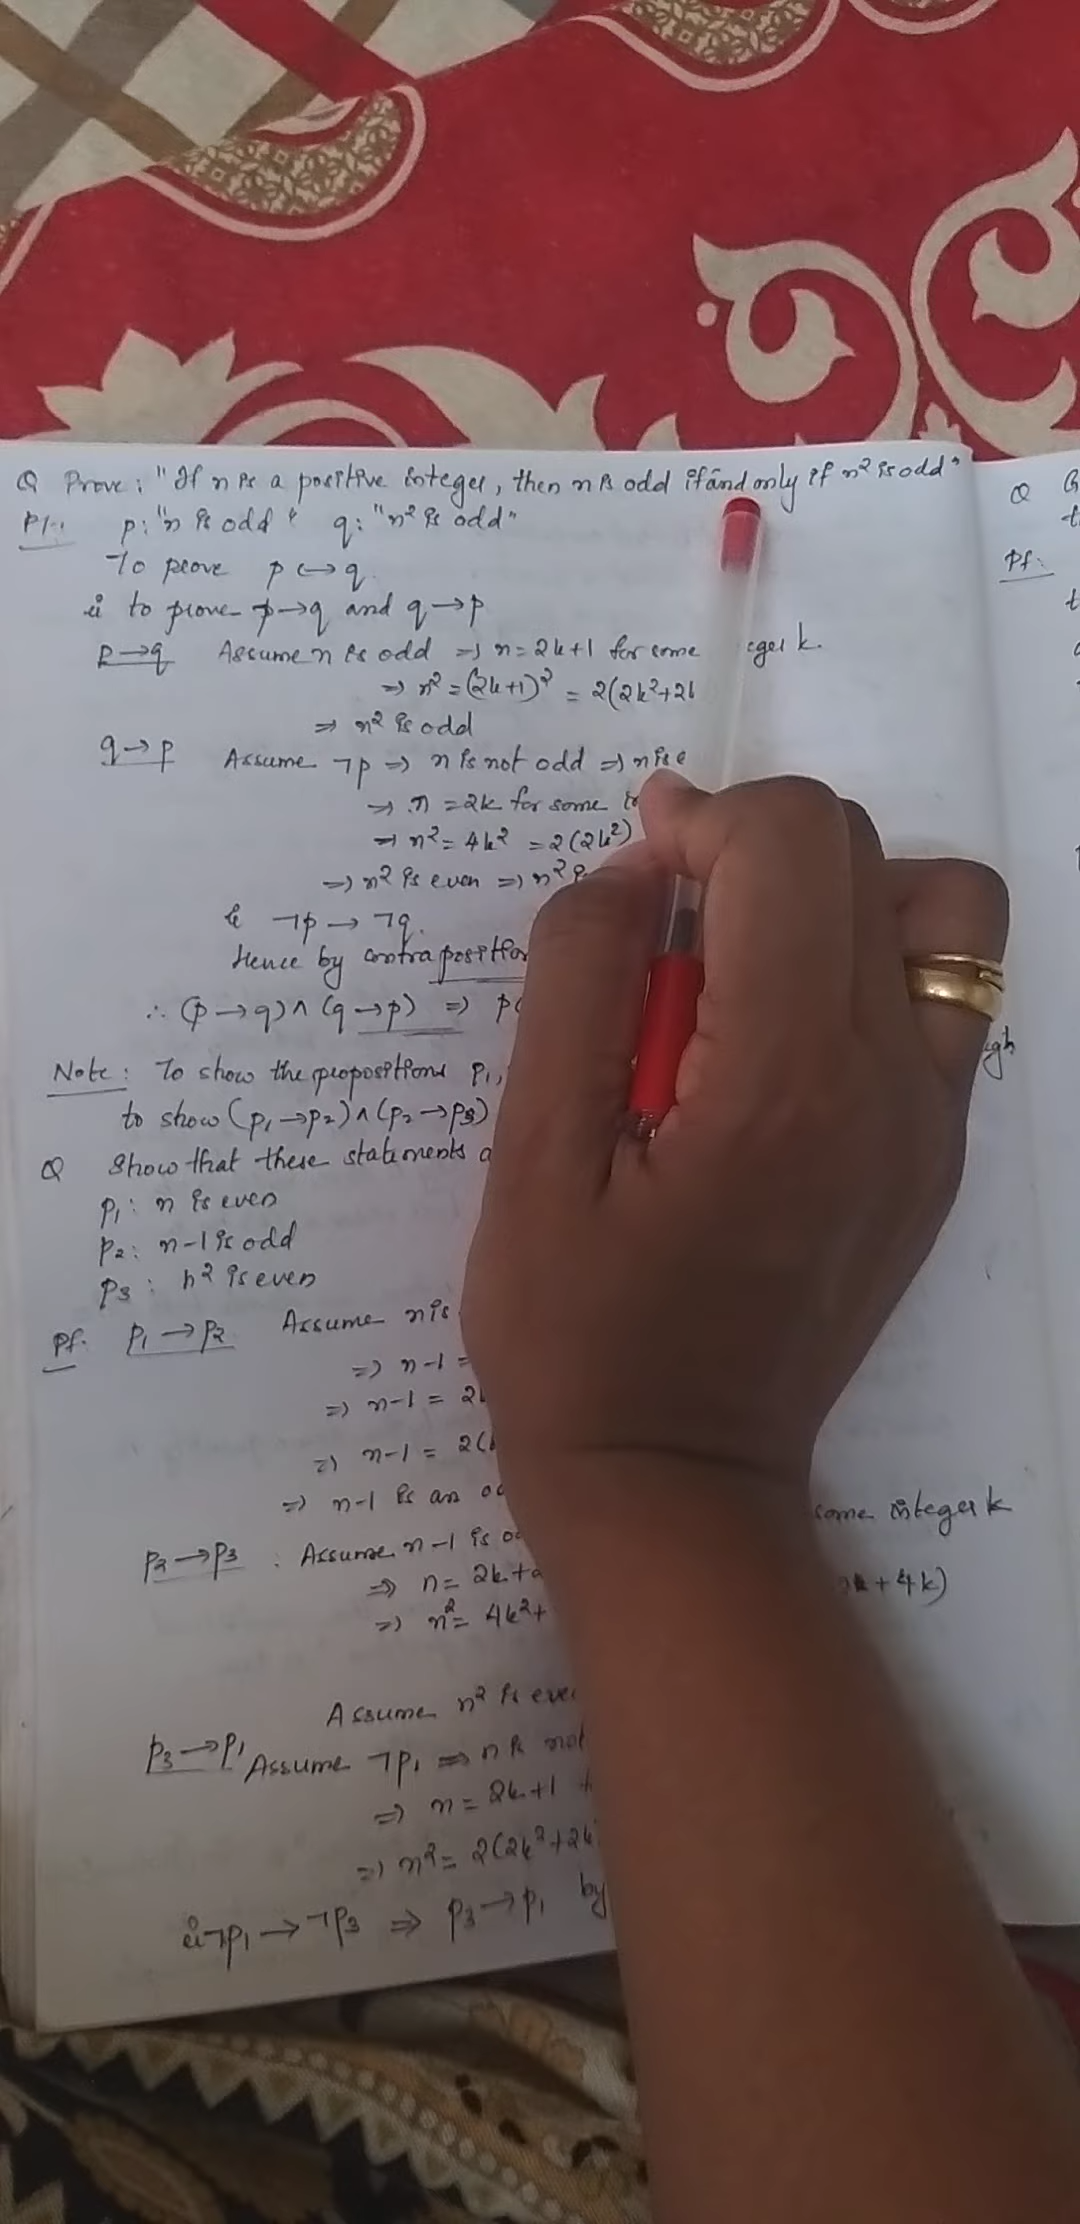 Q Prove: "If n is a positive integer, then n is odd if and only if n² is odd"
Pf: p: "n is odd" q: "n² is odd"
To prove p ↔ q
ie to prove p→q and q→p
p→q Assume n is odd ⇒ n = 2k+1 for some k.
⇒ n² = (2k+1)² = 2(2k²+2k
⇒ n² is odd
q→p Assume ¬p ⇒ n is not odd ⇒ n is
⇒ n = 2k for some
⇒ n² = 4k² = 2(2k²)
⇒ n² is even ⇒ n²
ie ¬p → ¬q.
Hence by contraposition
∴ (p→q)∧(q→p) ⇒ p
Note: To show the propositions p₁,
to show (p₁→p₂)∧(p₂→p₃)
Q Show that these statements
p₁: n is even
p₂: n-1 is odd
p₃: n² is even
Pf. p₁→p₂ Assume n is
⇒ n-1 =
⇒ n-1 = 2
⇒ n-1 = 2(
⇒ n-1 is an
p₂→p₃: Assume n-1 is some integer k
⇒ n = 2k+ + 4k)
⇒ n² = 4k²+
Assume n² is
p₃→p₁ Assume ¬p₁ ⇒ n is not
⇒ n = 2k+1
⇒ n² = 2(2k²+2k
ie ¬p₁ → ¬p₃ ⇒ p₃→p₁ by
Q
Pf: